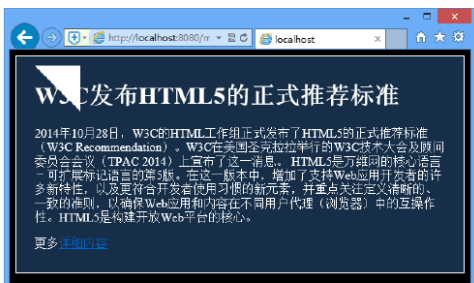 http://localhost:8080/m
localhost
W3C发布HTML5的正式推荐标准
2014年10月28日，W3C的HTML工作组正式发布了HTML5的正式推荐标准
（W3C Recommendation）。W3C在美国圣克拉拉举行的W3C技术大会及顾问
委员会会议（TPAC 2014）上宣布了这一消息。HTML5是万维网的核心语言
－可扩展标记语言的第5版。在这一版本中，增加了支持Web应用开发者的许
多新特性，以及更符合开发者使用习惯的新元素，并重点关注定义清晰的、
一致的准则，以确保Web应用和内容在不同用户代理（浏览器）中的互操作
性。HTML5是构建开放Web平台的核心。
更多详细内容